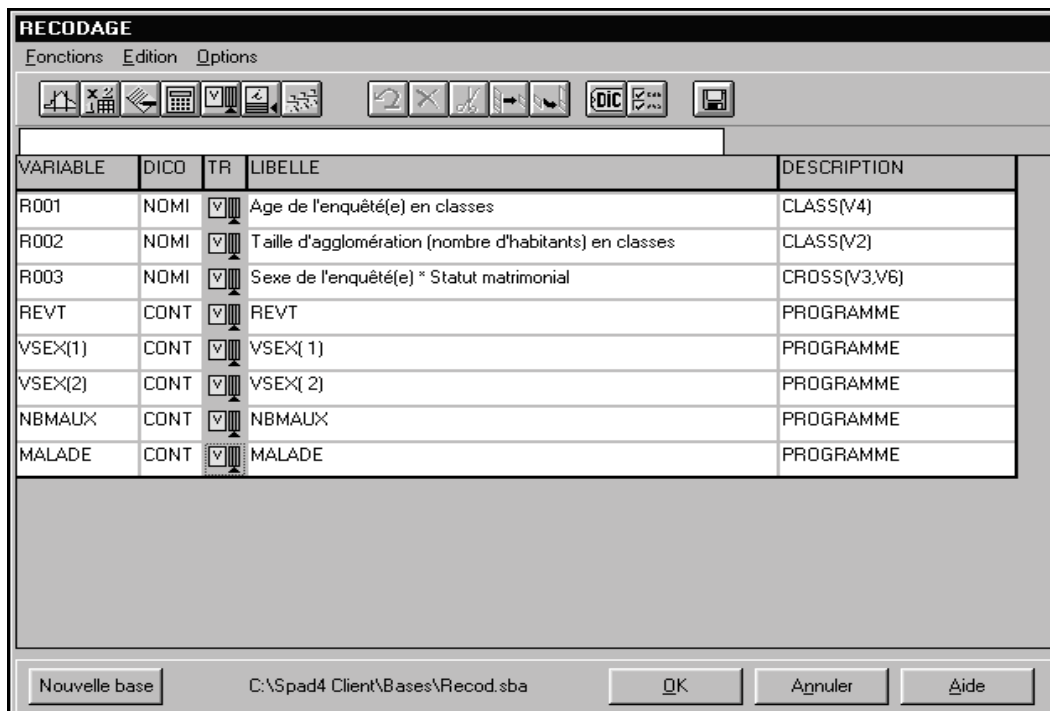 RECODAGE
Fonctions Edition Options
DIC
VARIABLE DICO TR LIBELLE DESCRIPTION
R001 NOMI Age de l'enquêté(e) en classes CLASS(V4)
R002 NOMI Taille d'agglomération (nombre d'habitants) en classes CLASS(V2)
R003 NOMI Sexe de l'enquêté(e) * Statut matrimonial CROSS(V3,V6)
REVT CONT REVT PROGRAMME
VSEX(1) CONT VSEX( 1) PROGRAMME
VSEX(2) CONT VSEX( 2) PROGRAMME
NBMAUX CONT NBMAUX PROGRAMME
MALADE CONT MALADE PROGRAMME
Nouvelle base C:\Spad4 Client\Bases\Recod.sba OK Annuler Aide